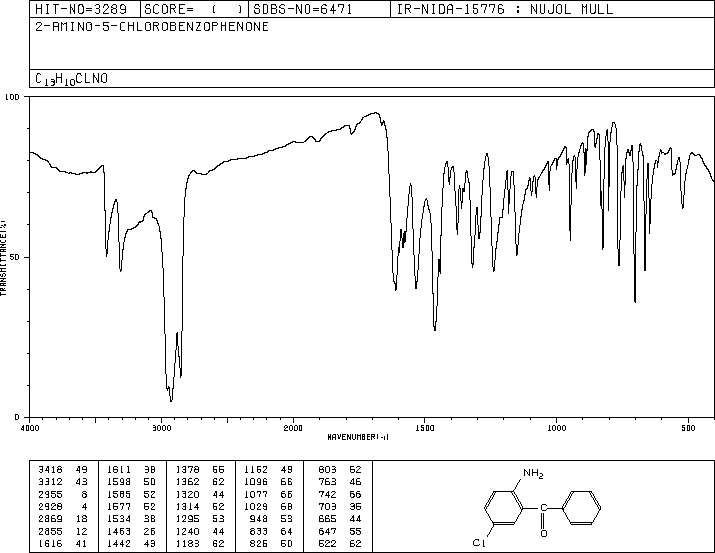 HIT-NO=3289 SCORE= ( ) SDBS-NO=6471 IR-NIDA-15776 : NUJOL MULL
2-AMINO-5-CHLOROBENZOPHENONE
C13H10CLNO
100
50
0
TRANSMITTANCE(%)
4000 3000 2000 1500 1000 500
WAVENUMBER(-1)
3418 49 1611 38 1378 55 1152 49 803 62
3312 43 1598 50 1362 62 1096 66 763 46
2955 8 1585 52 1320 44 1077 66 742 66
2928 4 1577 52 1314 52 1029 68 703 35
2869 18 1534 38 1295 53 948 53 665 44
2855 12 1463 26 1240 44 833 64 647 55
1616 41 1442 43 1183 62 826 50 522 62
NH2
C
O
Cl